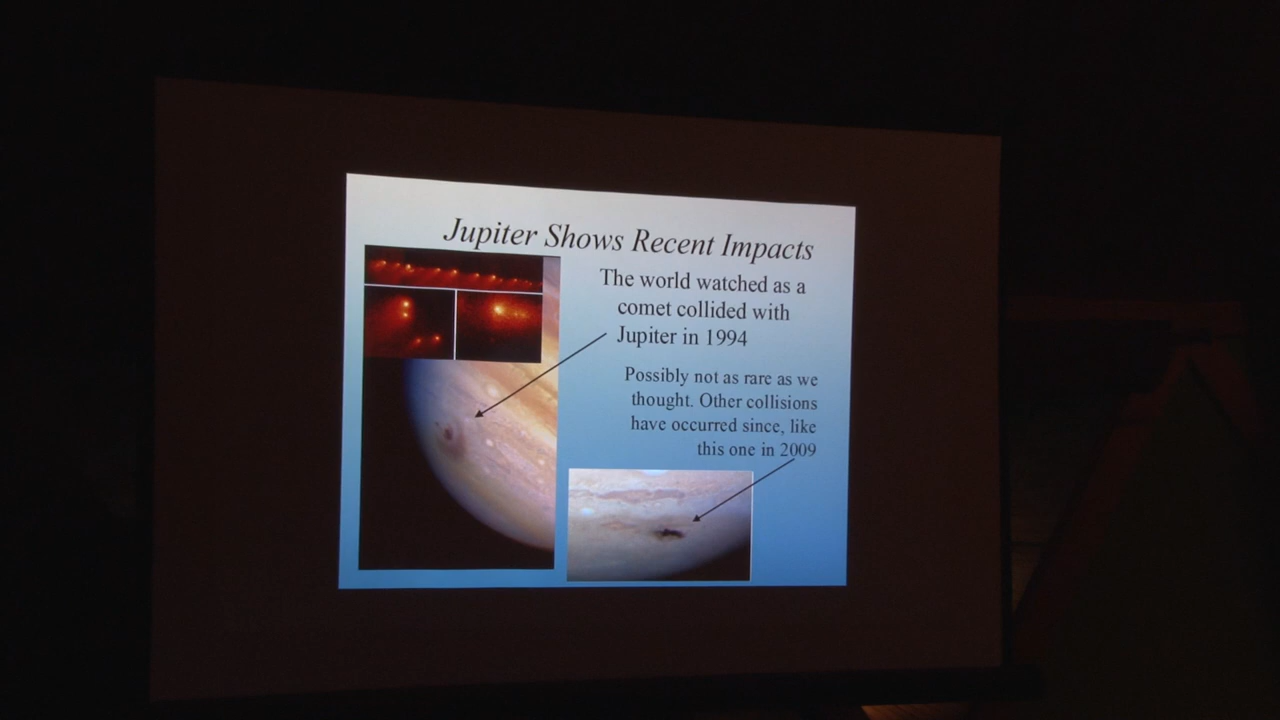 Jupiter Shows Recent Impacts
The world watched as a
comet collided with
Jupiter in 1994
Possibly not as rare as we
thought. Other collisions
have occurred since, like
this one in 2009